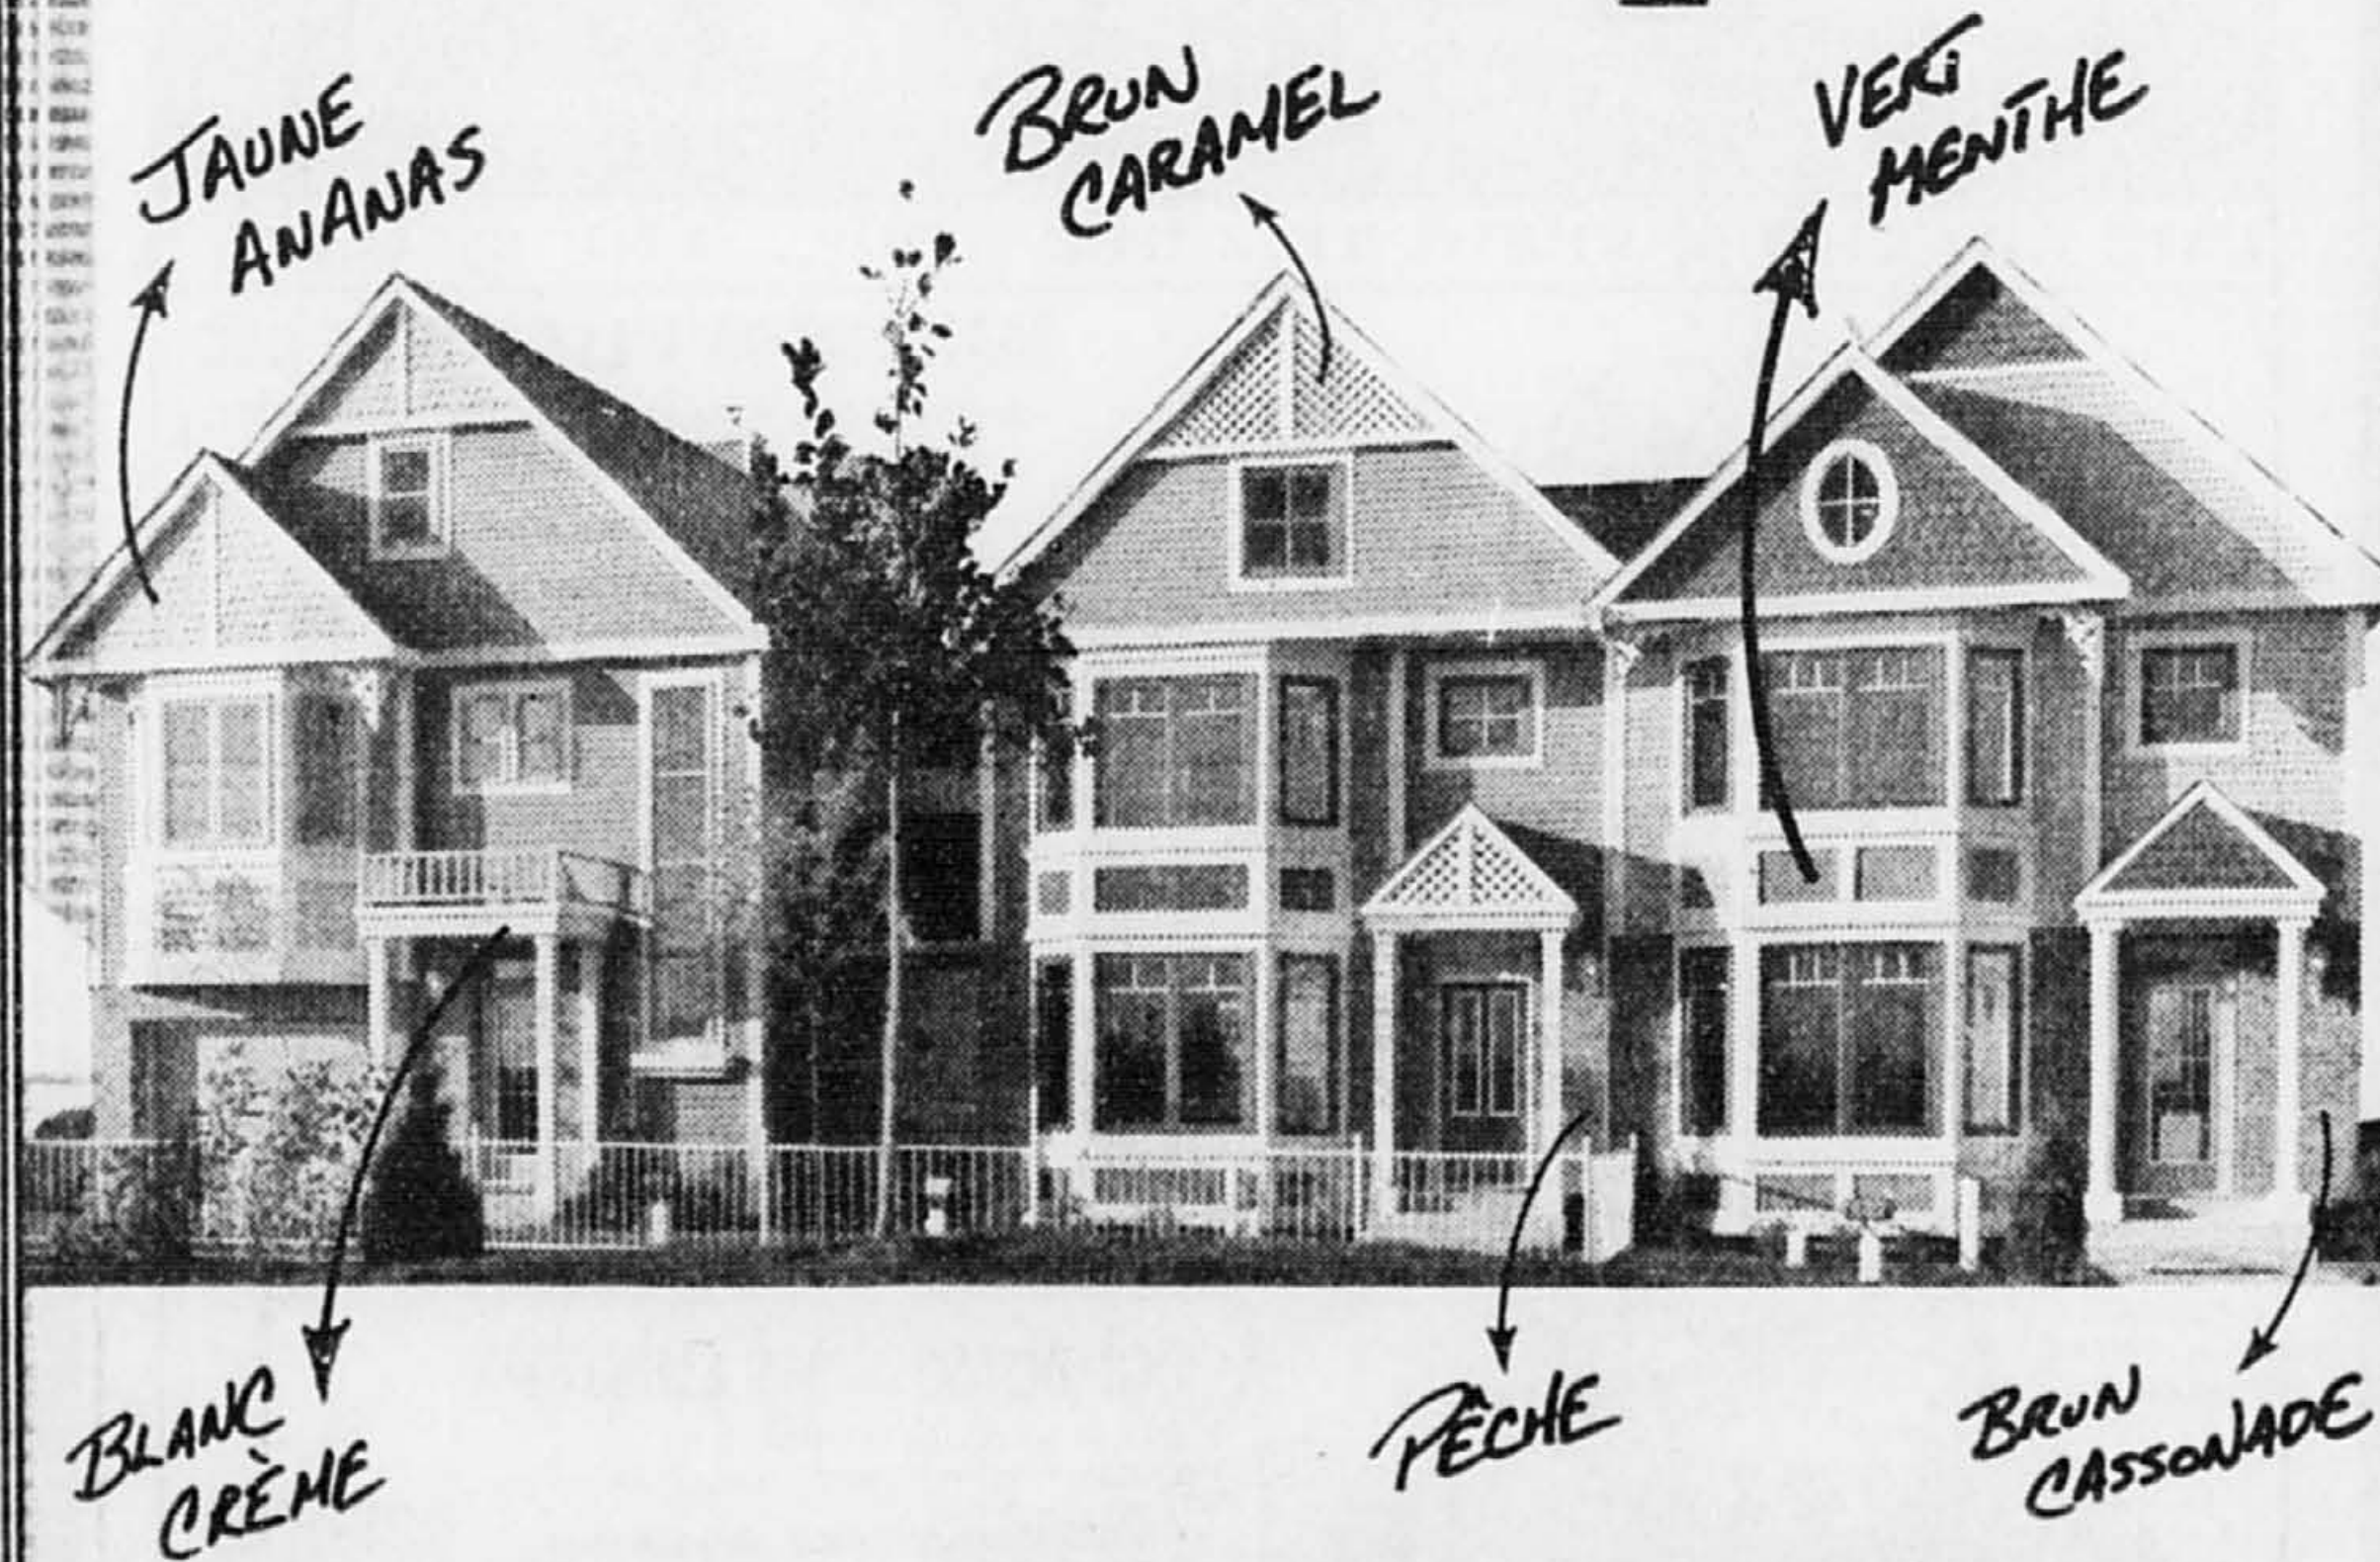 JAUNE
ANANAS
BRUN
CARAMEL
VERT
MENTHE
BLANC
CRÈME
PÊCHE
BRUN
CASSONADE